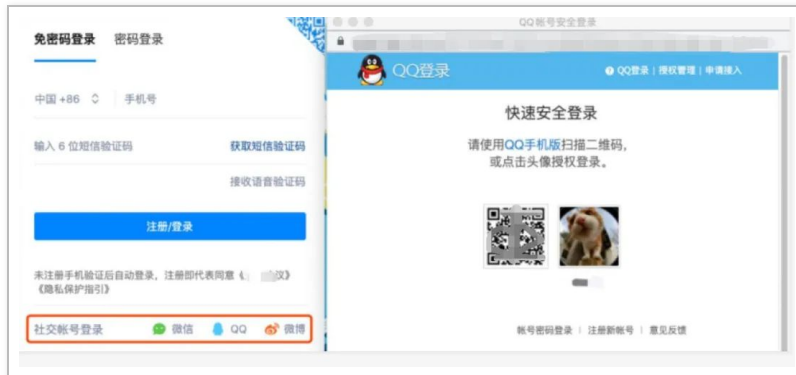 免密码登录 密码登录
中国 +86 手机号
输入 6 位短信验证码 获取短信验证码
接收语音验证码
注册/登录
未注册手机验证后自动登录，注册即代表同意《 议》
《隐私保护指引》
社交帐号登录 微信 QQ 微博
QQ帐号安全登录
QQ登录 QQ登录 | 授权管理 | 申请接入
快速安全登录
请使用QQ手机版扫描二维码，
或点击头像授权登录。
帐号密码登录 | 注册新帐号 | 意见反馈